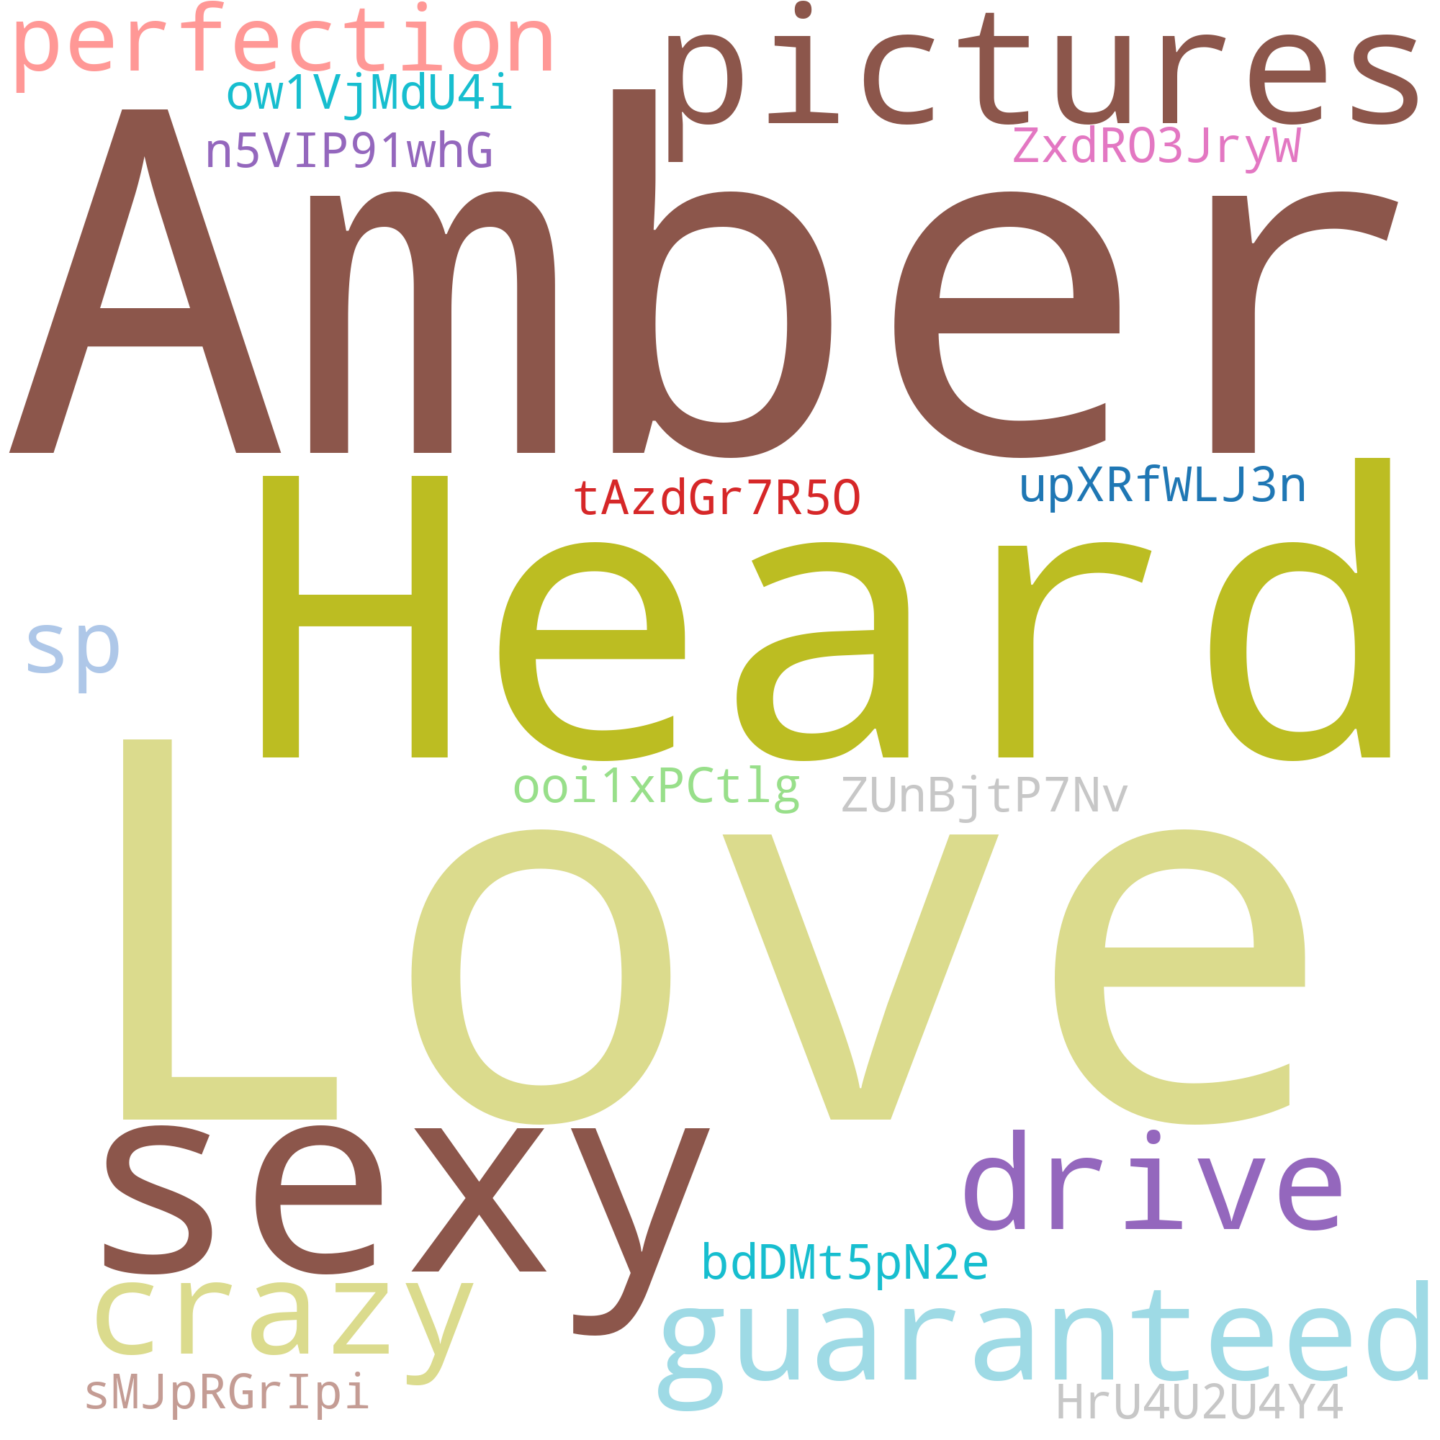 perfection pictures
ow1VjMdU4i
n5VIP91whG ZxdRO3JryW
Amber
tAzdGr7R5O upXRfWLJ3n
Heard
sp
ooi1xPCtlg ZUnBjtP7Nv
Love
sexy drive
bdDMt5pN2e
crazy guaranteed
sMJpRGrIpi HrU4U2U4Y4